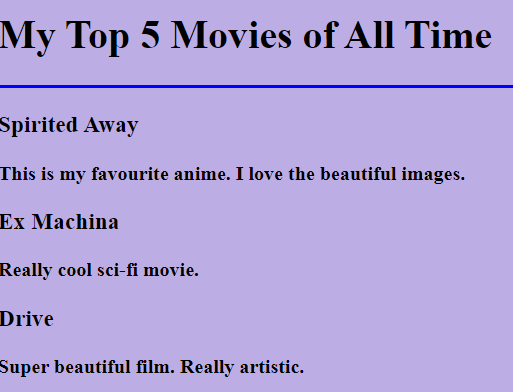 My Top 5 Movies of All Time
Spirited Away
This is my favourite anime. I love the beautiful images.
Ex Machina
Really cool sci-fi movie.
Drive
Super beautiful film. Really artistic.